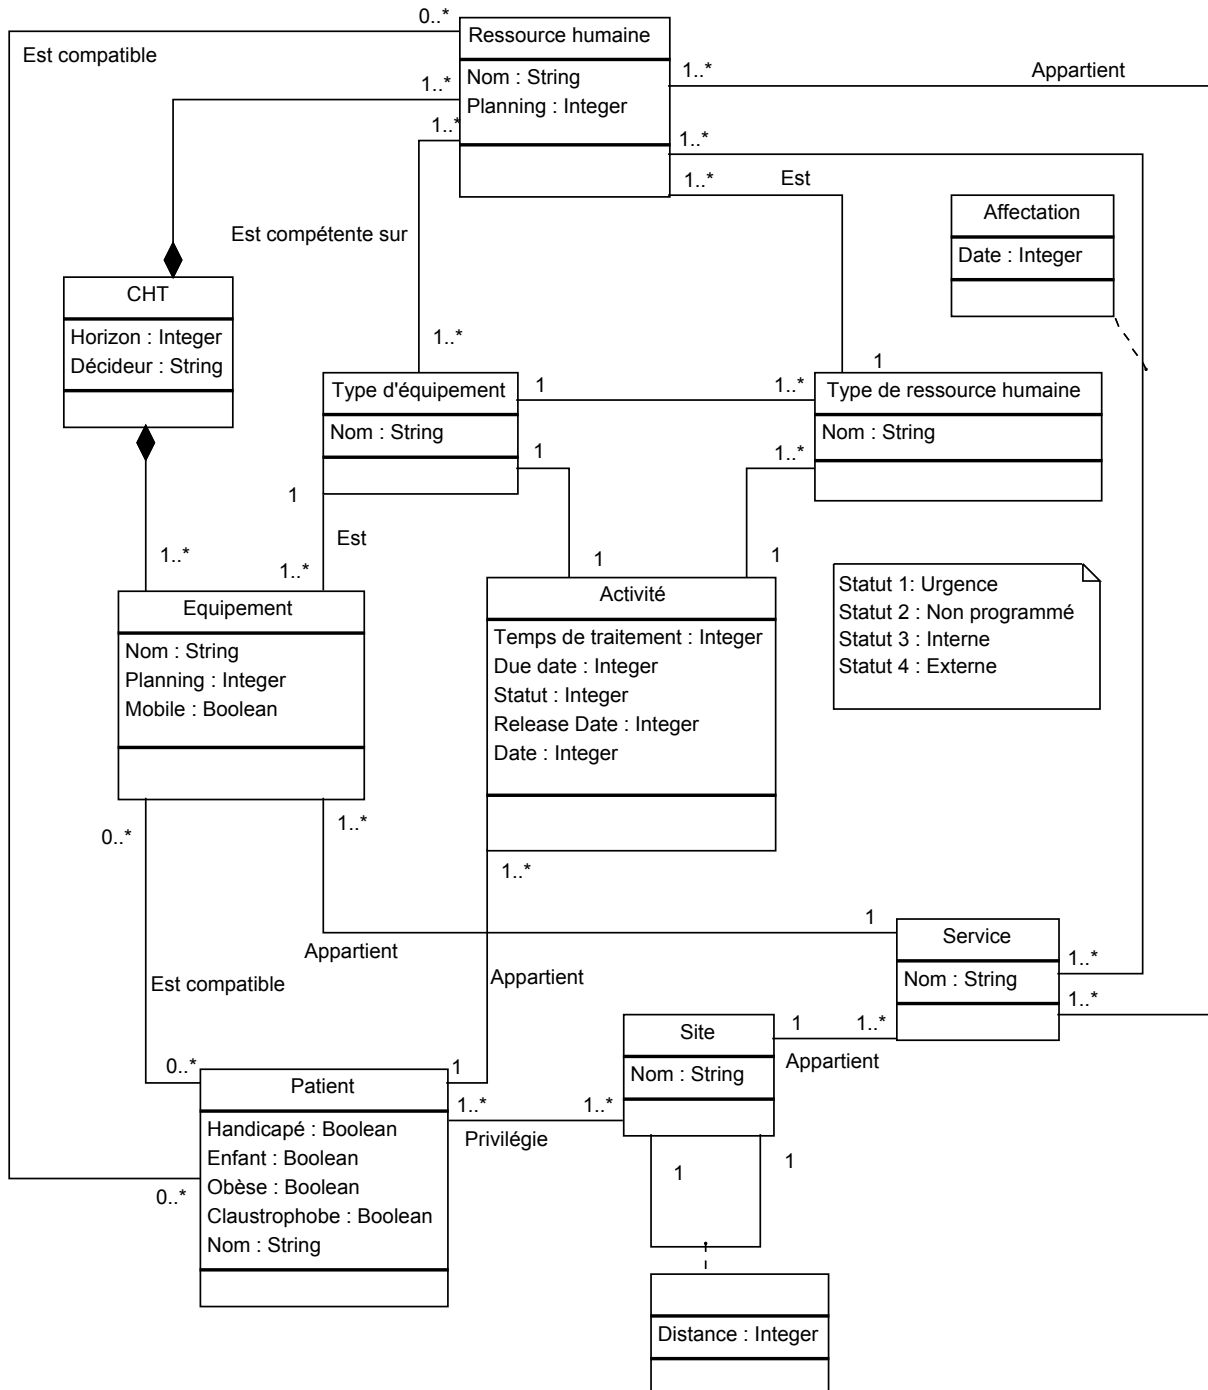 0..*
Ressource humaine
Est compatible
1..*
Nom : String
Planning : Integer
1..*
Appartient
1..*
1..*
1..*
Est
Affectation
Date : Integer
Est compétente sur
CHT
Horizon : Integer
Décideur : String
1..*
1
Type d'équipement
1
1..*
Type de ressource humaine
Nom : String
Nom : String
1
1..*
1
Est
1..*
1..*
1
1
Equipement
Nom : String
Planning : Integer
Mobile : Boolean
Activité
Temps de traitement : Integer
Due date : Integer
Statut : Integer
Release Date : Integer
Date : Integer
Statut 1: Urgence
Statut 2 : Non programmé
Statut 3 : Interne
Statut 4 : Externe
0..*
1..*
1..*
1
Appartient
Service
Nom : String
1..*
1..*
Est compatible
Appartient
Site
Nom : String
1
1..*
Appartient
0..*
1
Patient
Handicapé : Boolean
Enfant : Boolean
Obèse : Boolean
Claustrophobe : Boolean
Nom : String
1..*
1..*
Privilégie
1
1
0..*
Distance : Integer